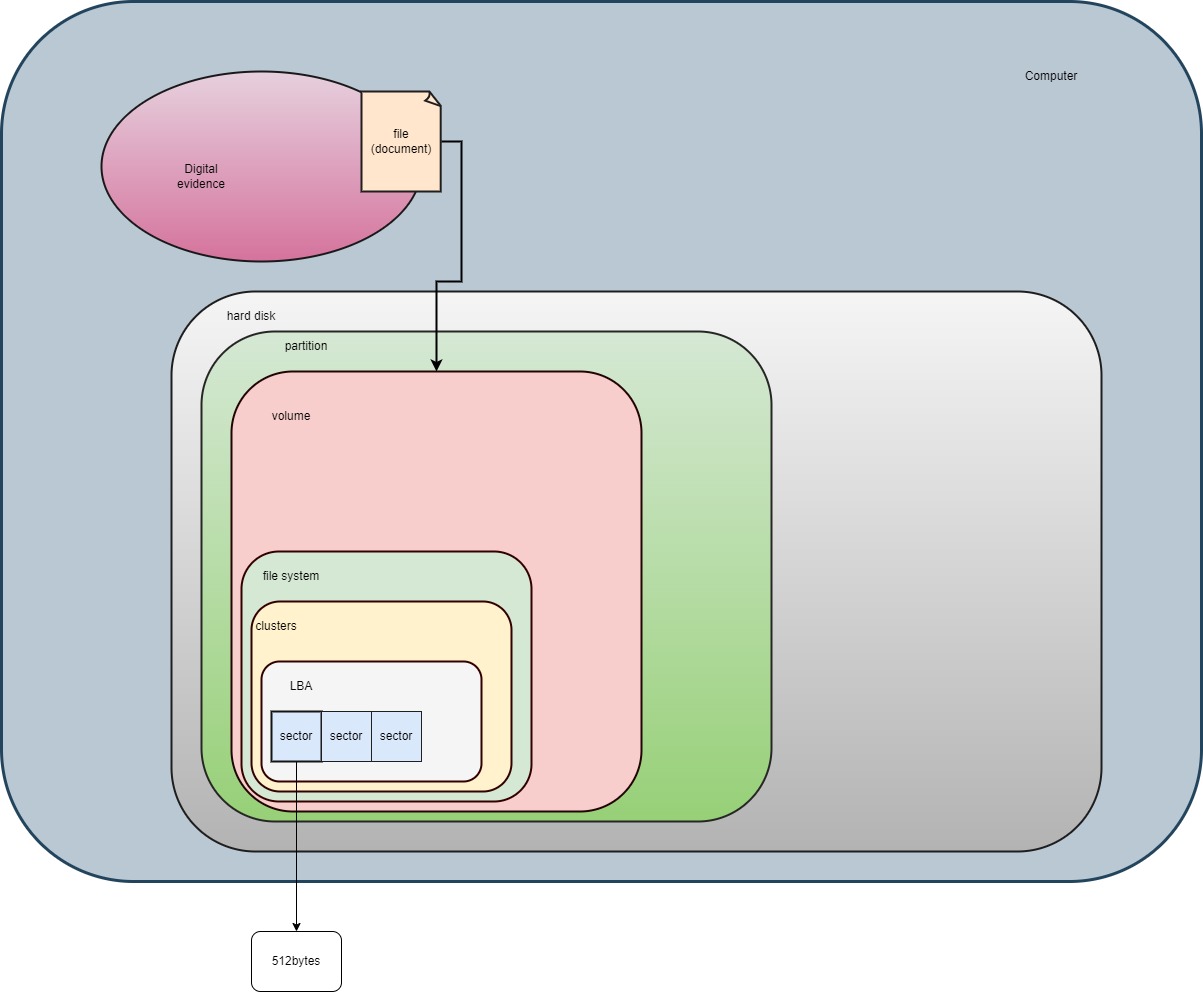 Computer
file
(document)
Digital
evidence
hard disk
partition
volume
file system
clusters
LBA
sector
sector
sector
512bytes